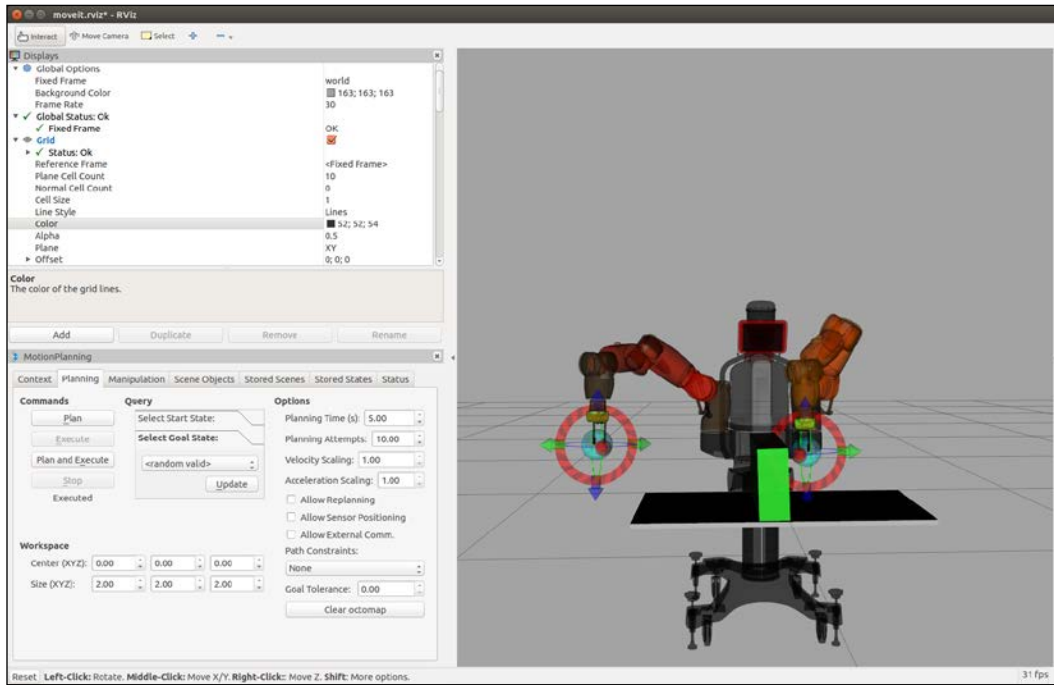 moveit.rviz* - RViz
Interact Move Camera Select
Displays
Global Options
Fixed Frame world
Background Color 163; 163; 163
Frame Rate 30
Global Status: Ok
Fixed Frame OK
Grid
Status: Ok
Reference Frame <Fixed Frame>
Plane Cell Count 10
Normal Cell Count 0
Cell Size 1
Line Style Lines
Color 52; 52; 54
Alpha 0.5
Plane XY
Offset 0; 0; 0
Color
The color of the grid lines.
Add Duplicate Remove Rename
MotionPlanning
Context Planning Manipulation Scene Objects Stored Scenes Stored States Status
Commands Query Options
Plan Select Start State: Planning Time (s): 5.00
Execute Select Goal State: Planning Attempts: 10.00
Plan and Execute <random valid> Velocity Scaling: 1.00
Stop Update Acceleration Scaling: 1.00
Executed Allow Replanning
Allow Sensor Positioning
Allow External Comm.
Workspace Path Constraints:
Center (XYZ): 0.00 0.00 0.00 None
Size (XYZ): 2.00 2.00 2.00 Goal Tolerance: 0.00
Clear octomap
Reset Left-Click: Rotate. Middle-Click: Move X/Y. Right-Click:: Move Z. Shift: More options. 31 fps